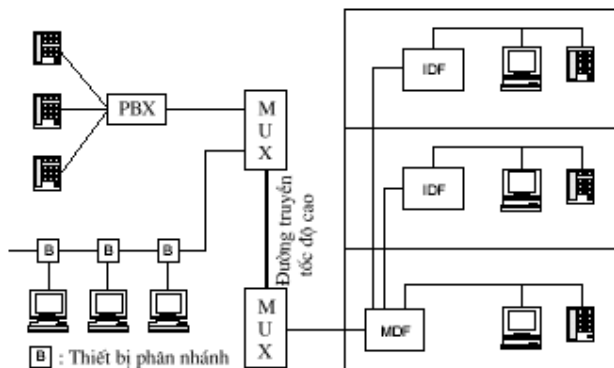 PBX
M
U
X
IDF
IDF
MDF
B
B
B
Đường truyền
tốc độ cao
M
U
X
B : Thiết bị phân nhánh